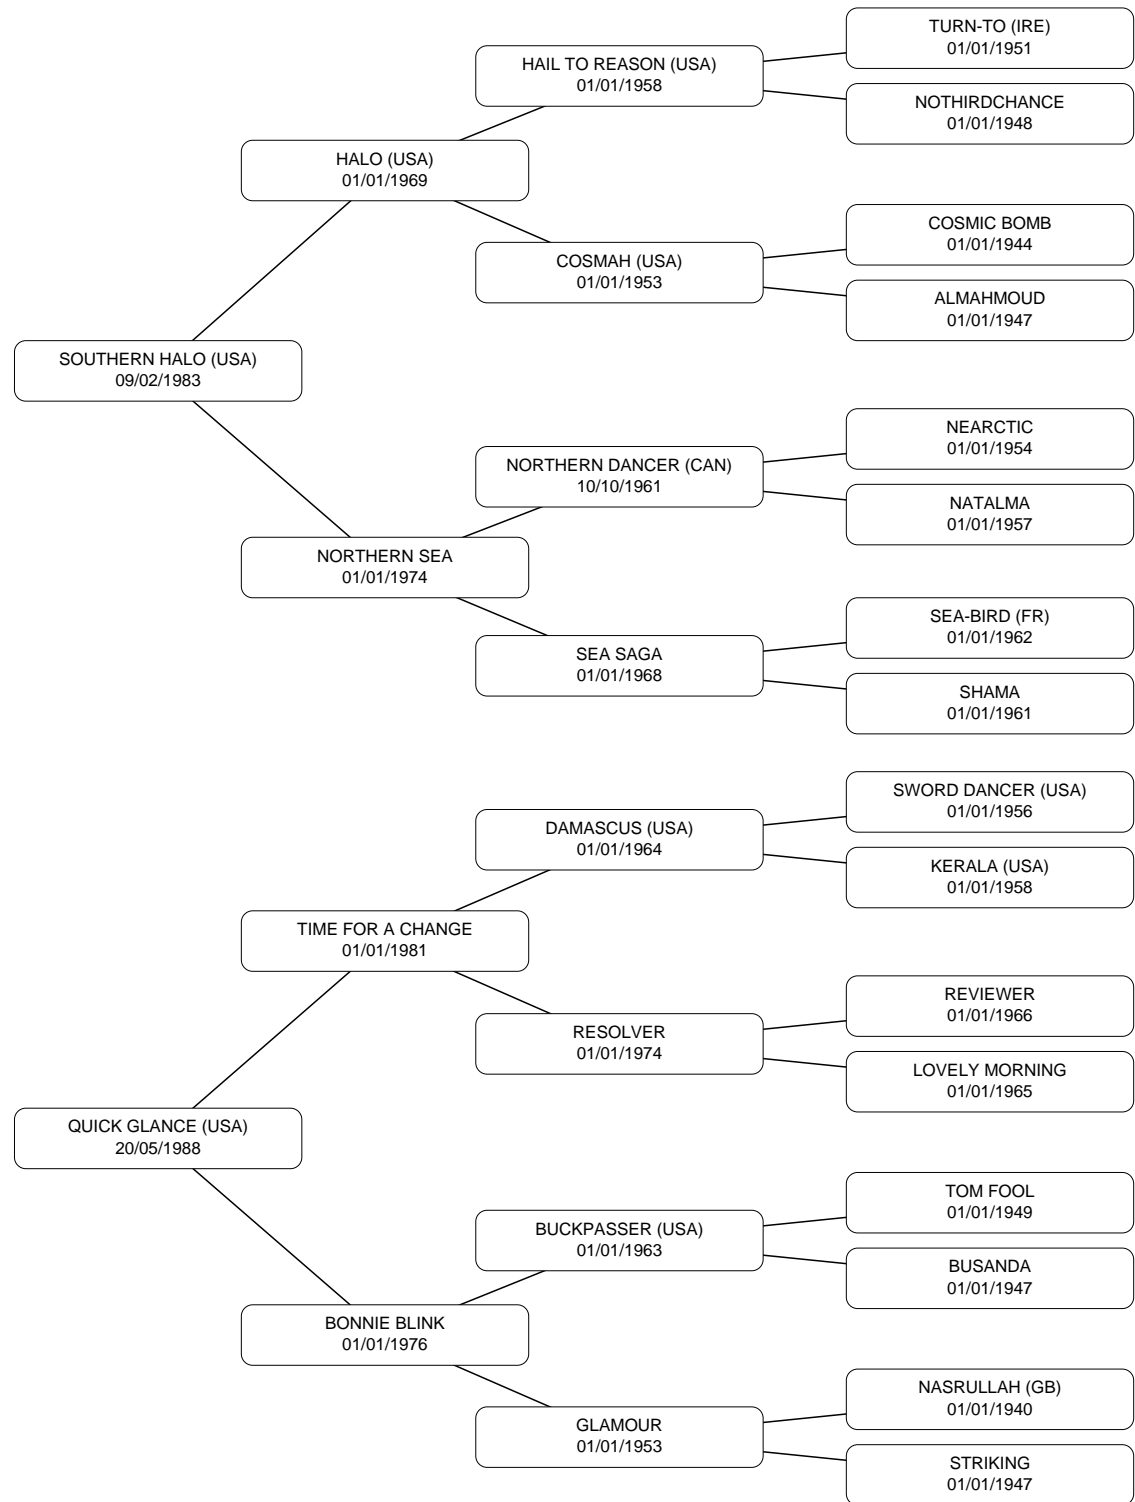 TURN-TO (IRE)
01/01/1951
HAIL TO REASON (USA)
01/01/1958
NOTHIRDCHANCE
01/01/1948
HALO (USA)
01/01/1969
COSMIC BOMB
01/01/1944
COSMAH (USA)
01/01/1953
ALMAHMOUD
01/01/1947
SOUTHERN HALO (USA)
09/02/1983
NEARCTIC
01/01/1954
NORTHERN DANCER (CAN)
10/10/1961
NATALMA
01/01/1957
NORTHERN SEA
01/01/1974
SEA-BIRD (FR)
01/01/1962
SEA SAGA
01/01/1968
SHAMA
01/01/1961
SWORD DANCER (USA)
01/01/1956
DAMASCUS (USA)
01/01/1964
KERALA (USA)
01/01/1958
TIME FOR A CHANGE
01/01/1981
REVIEWER
01/01/1966
RESOLVER
01/01/1974
LOVELY MORNING
01/01/1965
QUICK GLANCE (USA)
20/05/1988
TOM FOOL
01/01/1949
BUCKPASSER (USA)
01/01/1963
BUSANDA
01/01/1947
BONNIE BLINK
01/01/1976
NASRULLAH (GB)
01/01/1940
GLAMOUR
01/01/1953
STRIKING
01/01/1947